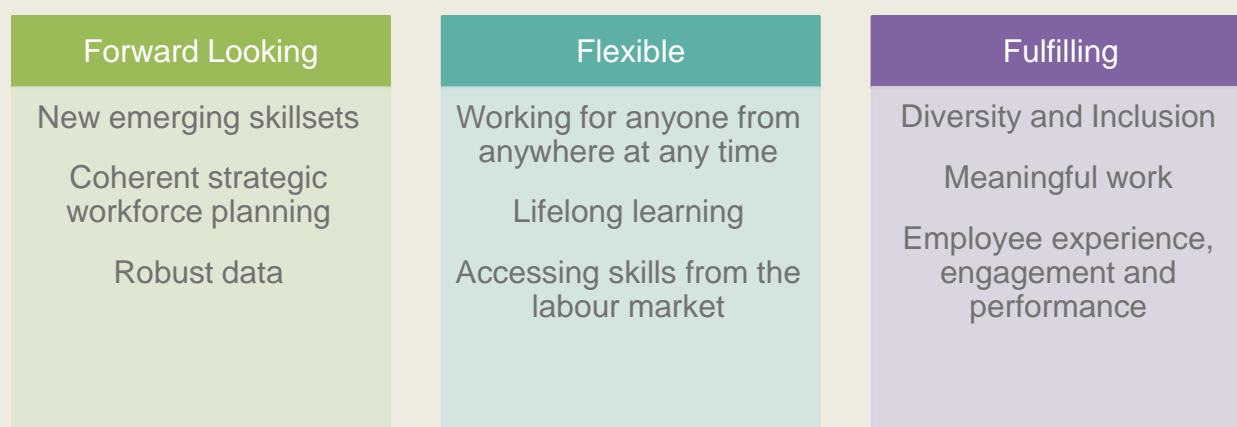 Forward Looking
New emerging skillsets
Coherent strategic
workforce planning
Robust data
Flexible
Working for anyone from
anywhere at any time
Lifelong learning
Accessing skills from the
labour market
Fulfilling
Diversity and Inclusion
Meaningful work
Employee experience,
engagement and
performance